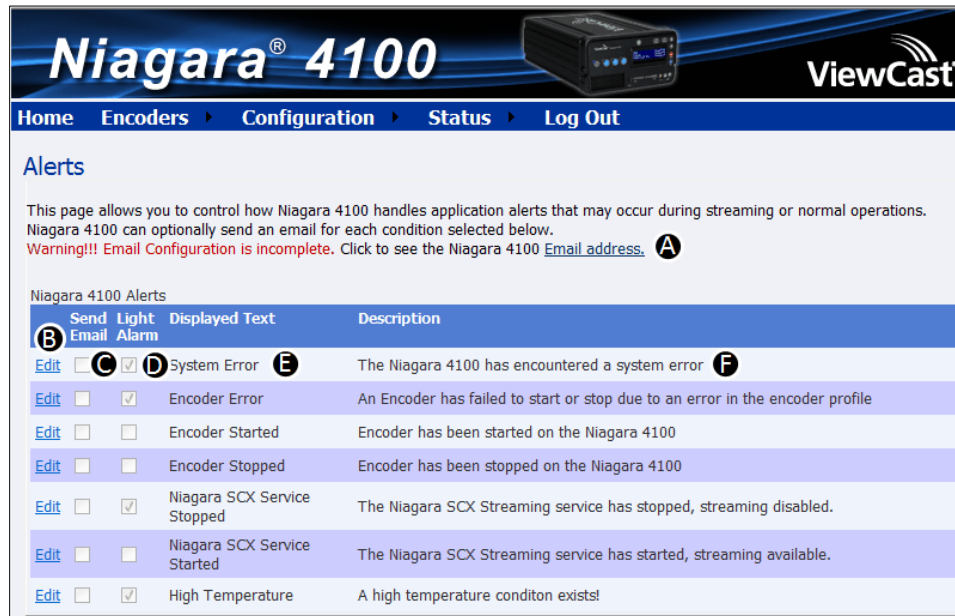 Niagara® 4100
ViewCast
Home Encoders Configuration Status Log Out
Alerts
This page allows you to control how Niagara 4100 handles application alerts that may occur during streaming or normal operations.
Niagara 4100 can optionally send an email for each condition selected below.
Warning!!! Email Configuration is incomplete. Click to see the Niagara 4100 Email address. A
Niagara 4100 Alerts
B Send Email Light Alarm Displayed Text Description
Edit C D System Error E The Niagara 4100 has encountered a system error F
Edit Encoder Error An Encoder has failed to start or stop due to an error in the encoder profile
Edit Encoder Started Encoder has been started on the Niagara 4100
Edit Encoder Stopped Encoder has been stopped on the Niagara 4100
Edit Niagara SCX Service Stopped The Niagara SCX Streaming service has stopped, streaming disabled.
Edit Niagara SCX Service Started The Niagara SCX Streaming service has started, streaming available.
Edit High Temperature A high temperature conditon exists!